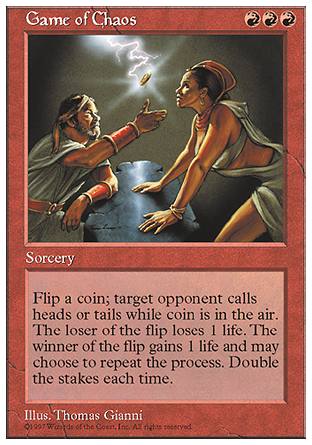 Game of Chaos
Sorcery
Flip a coin; target opponent calls
heads or tails while coin is in the air.
The loser of the flip loses 1 life. The
winner of the flip gains 1 life and may
choose to repeat the process. Double
the stakes each time.
Illus. Thomas Gianni
©1997 Wizards of the Coast, Inc. All rights reserved.